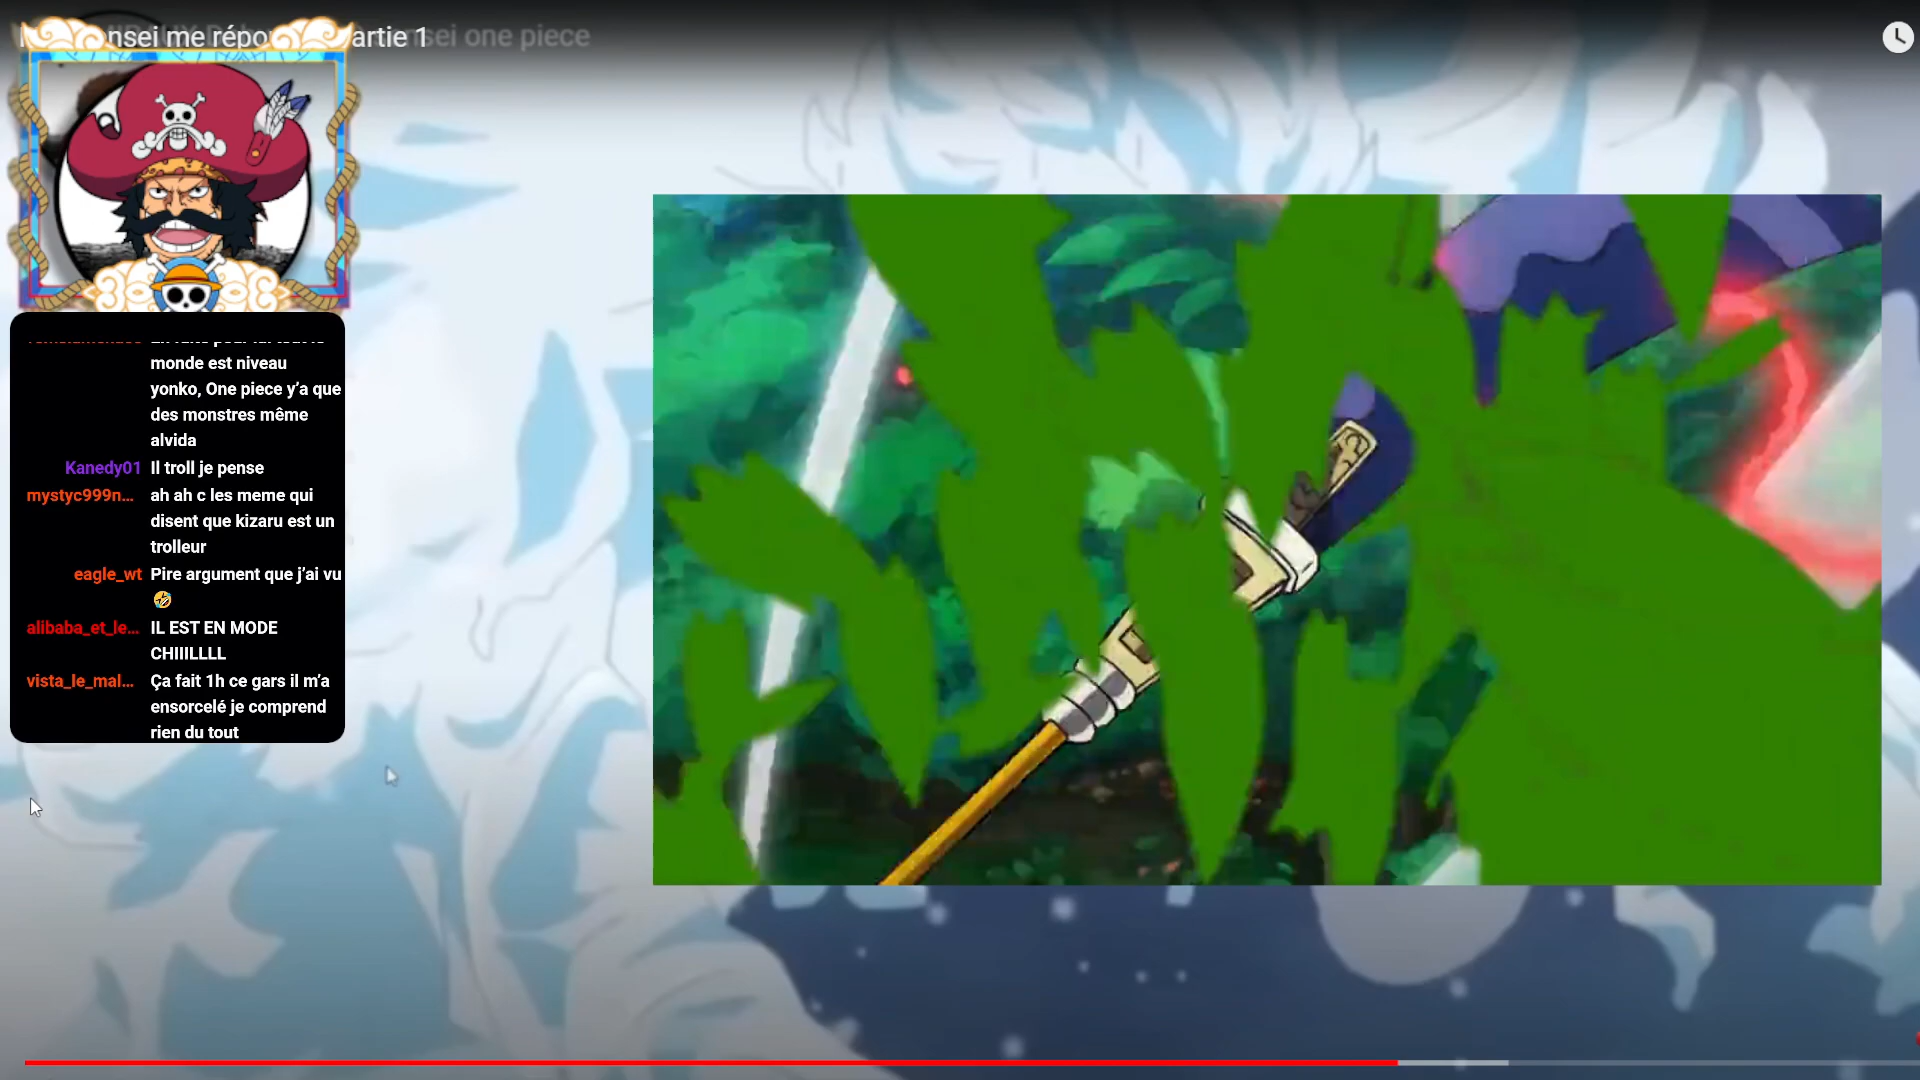 nsei me répo
artie 1
nsei one piece
monde est niveau
yonko, One piece y’a que
des monstres même
alvida
Kanedy01 Il troll je pense
mystyc999n... ah ah c les meme qui
disent que kizaru est un
trolleur
eagle_wt Pire argument que j’ai vu
🤣
alibaba_et_le... IL EST EN MODE
CHIIILLLL
vista_le_mal... Ça fait 1h ce gars il m’a
ensorcelé je comprend
rien du tout